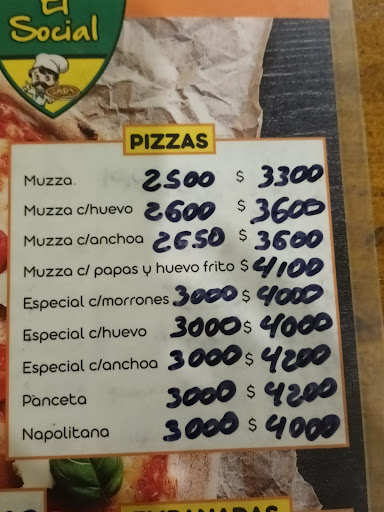 El
Social
PIZZAS
Muzza 2500 $ 3300
Muzza c/huevo 2600 $ 3600
Muzza c/anchoa 2650 $ 3600
Muzza c/ papas y huevo frito $ 4100
Especial c/morrones 3000 $ 4000
Especial c/huevo 3000 $ 4000
Especial c/anchoa 3000 $ 4200
Panceta 3000 $ 4200
Napolitana 3000 $ 4000
EMPANADAS